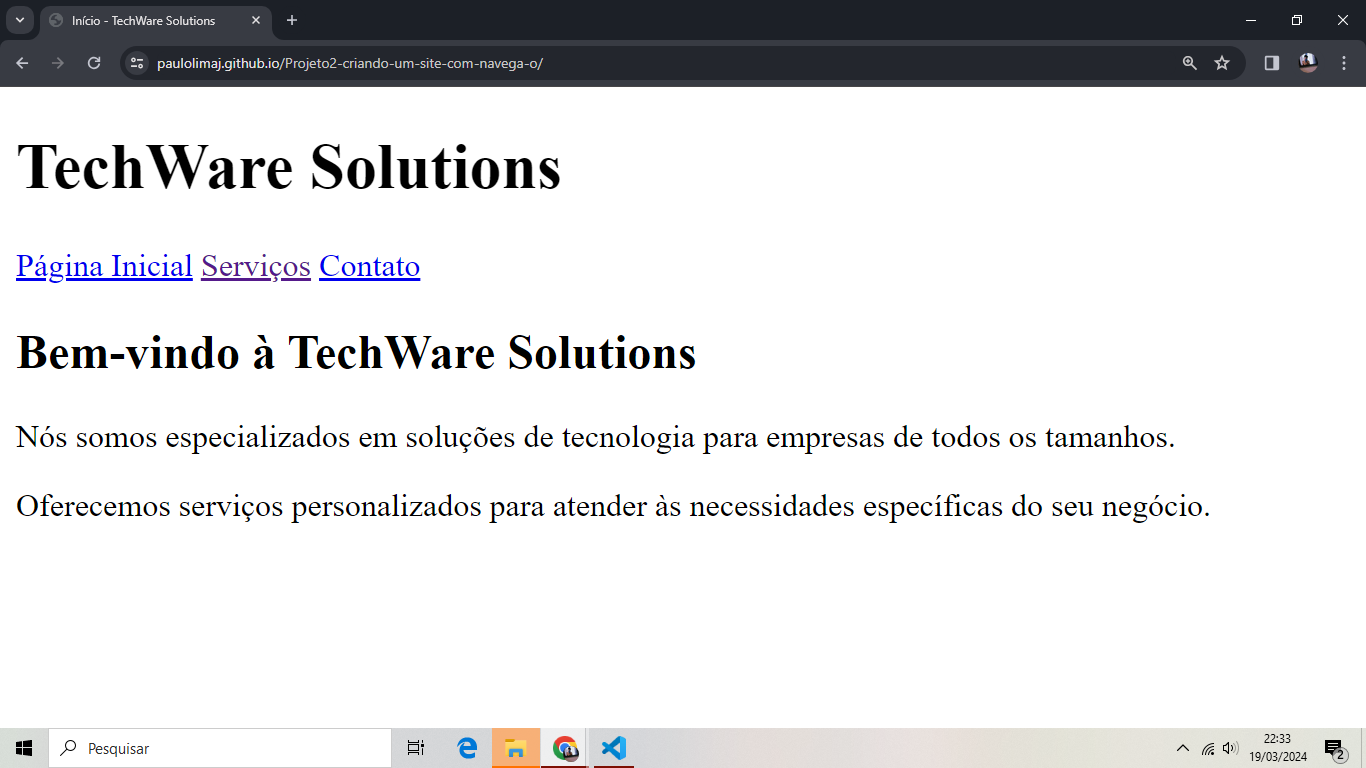 Início - TechWare Solutions
paulolimaj.github.io/Projeto2-criando-um-site-com-navega-o/
TechWare Solutions
Página Inicial Serviços Contato
Bem-vindo à TechWare Solutions
Nós somos especializados em soluções de tecnologia para empresas de todos os tamanhos.
Oferecemos serviços personalizados para atender às necessidades específicas do seu negócio.
Pesquisar
22:33
19/03/2024
2